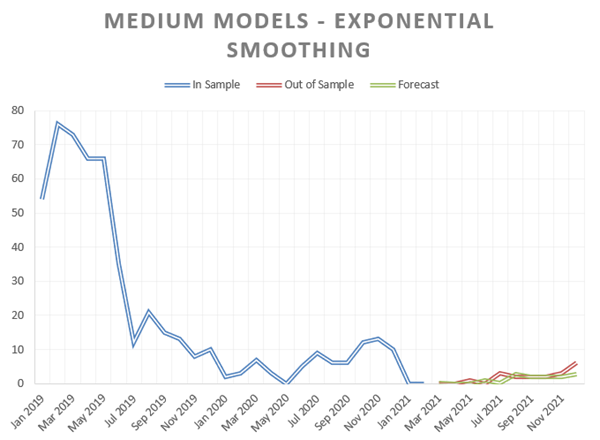 MEDIUM MODELS - EXPONENTIAL
SMOOTHING
In Sample Out of Sample Forecast
80
70
60
50
40
30
20
10
0
Jan 2019 Mar 2019 May 2019 Jul 2019 Sep 2019 Nov 2019 Jan 2020 Mar 2020 May 2020 Jul 2020 Sep 2020 Nov 2020 Jan 2021 Mar 2021 May 2021 Jul 2021 Sep 2021 Nov 2021